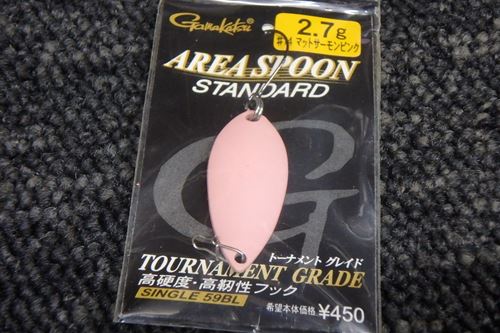 Gamakatsu
2.7g
#14 マットサーモンピンク
AREA SPOON
STANDARD
G
トーナメント グレイド
TOURNAMENT GRADE
高硬度・高靭性フック
SINGLE 59BL
希望本体価格 ¥450